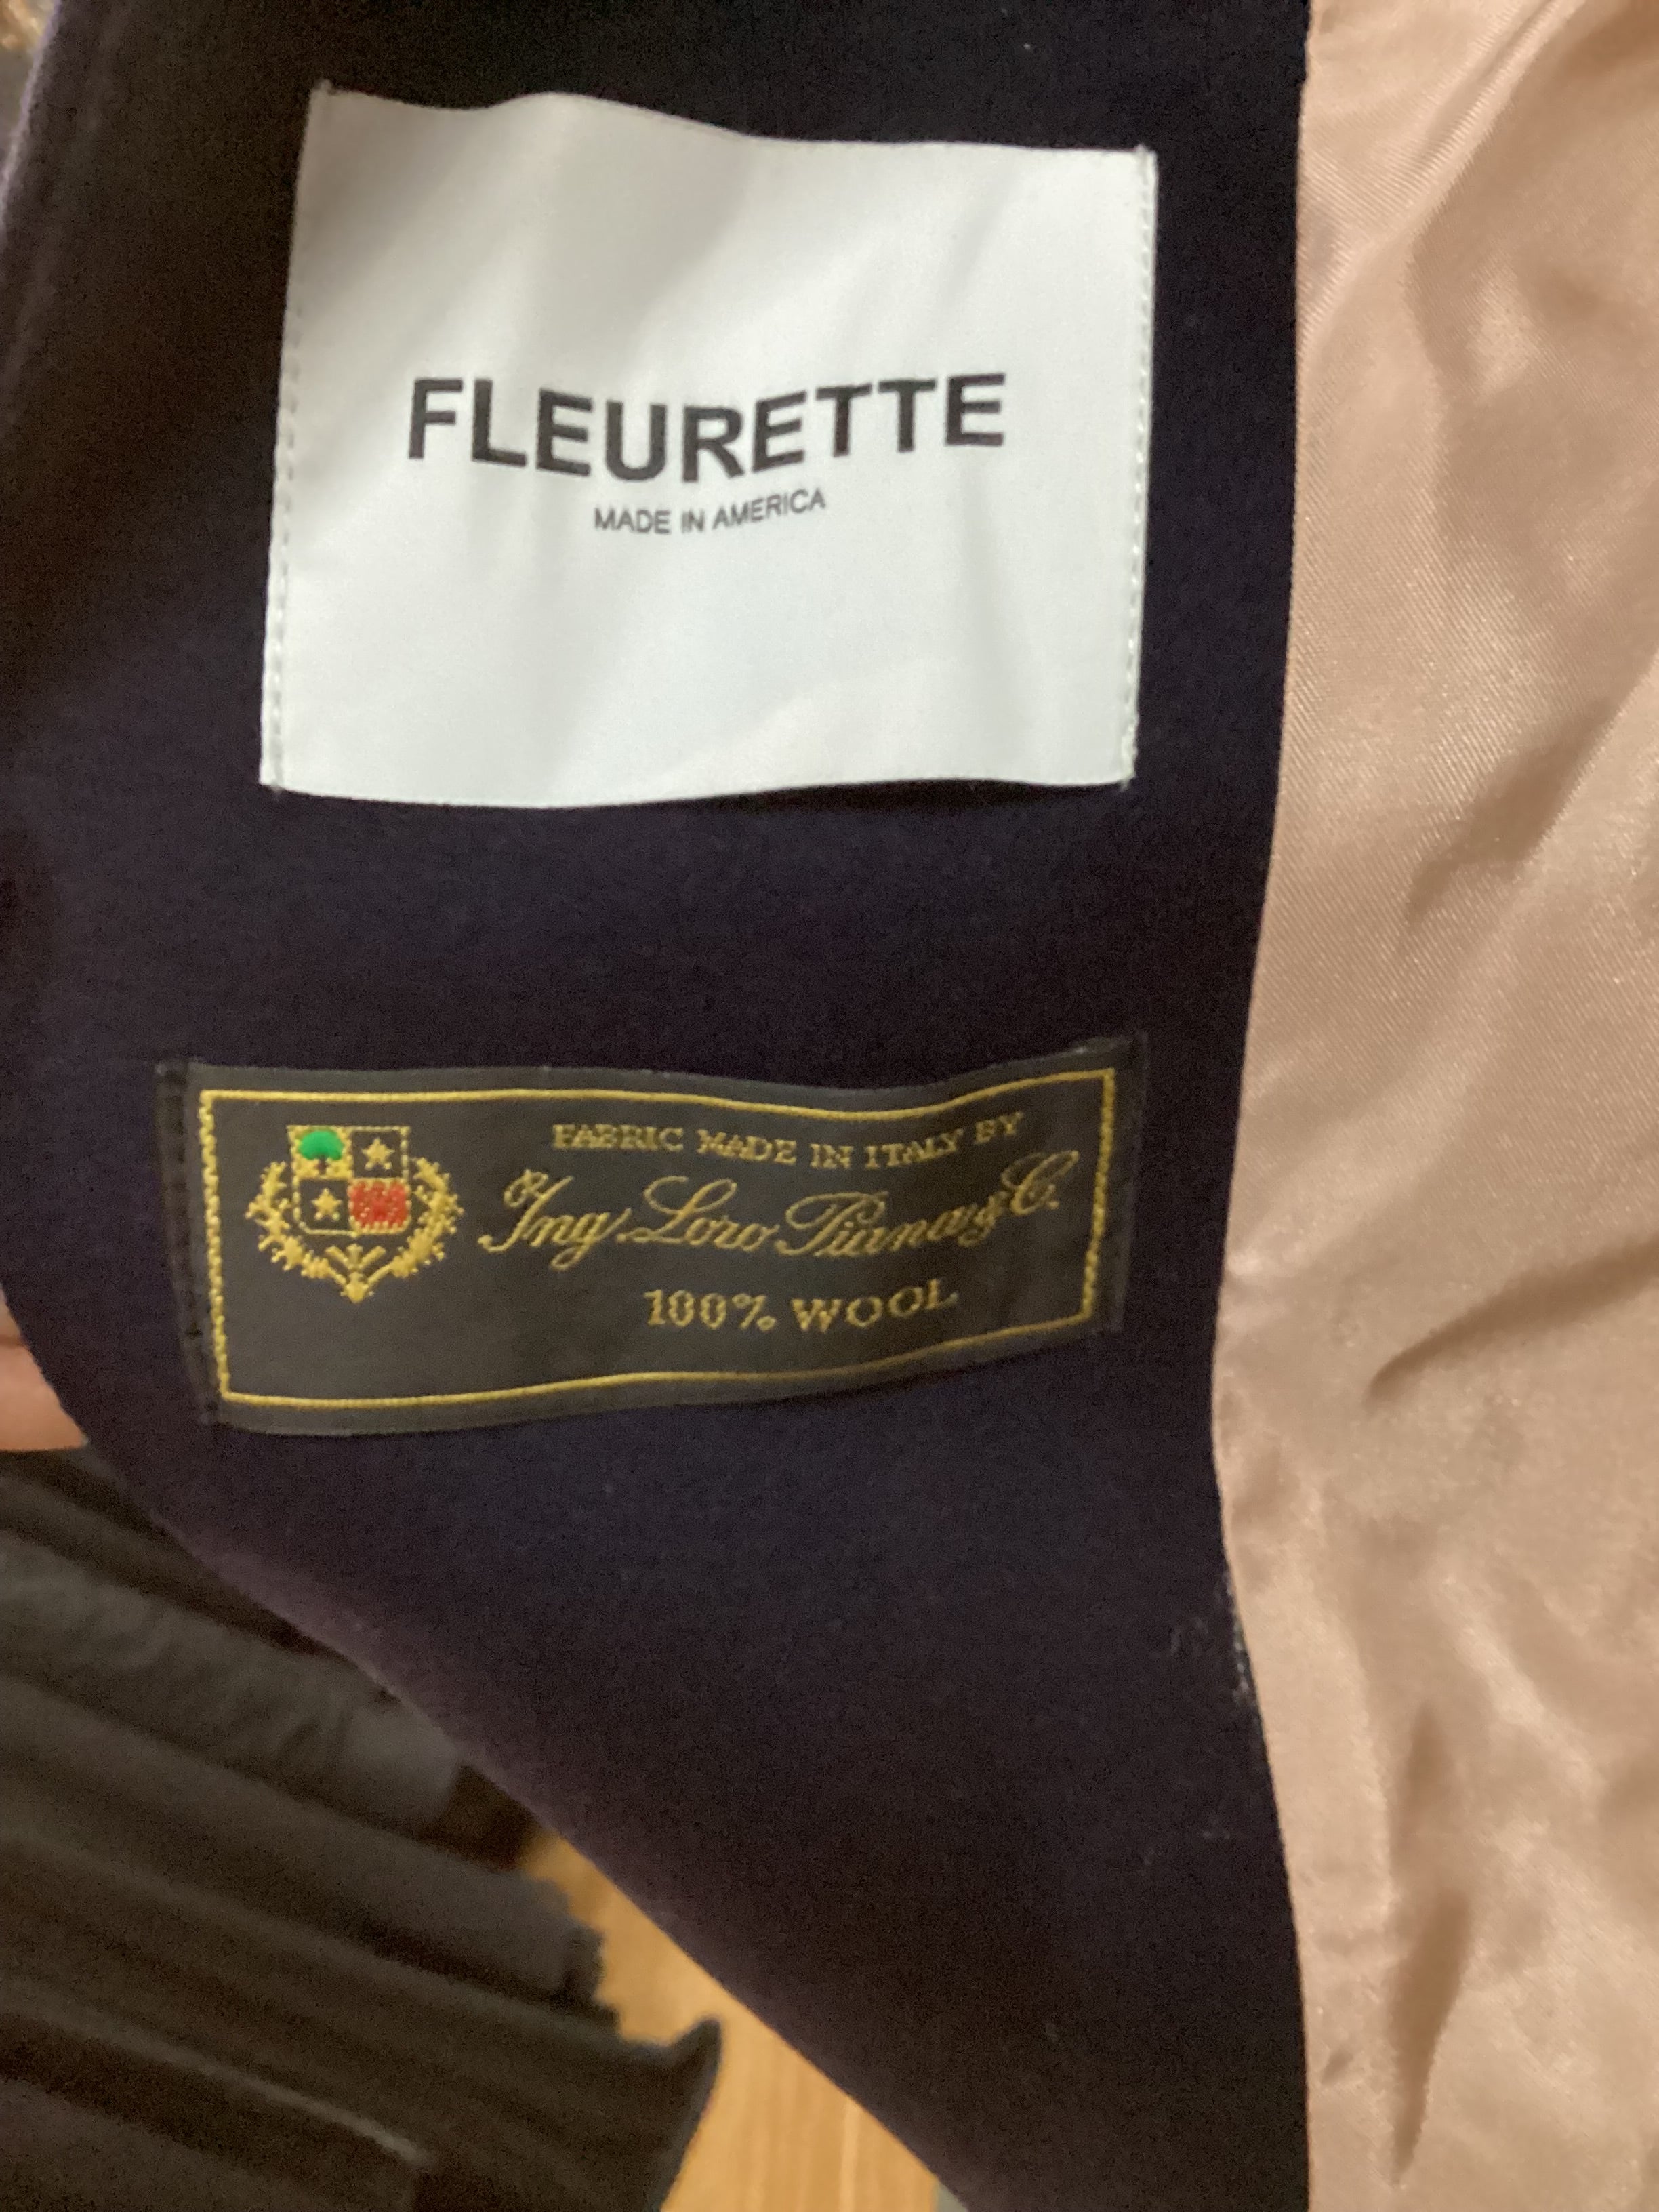 FLEURETTE
MADE IN AMERICA
FABRIC MADE IN ITALY BY
Ing. Loro Piana & C.
100% WOOL